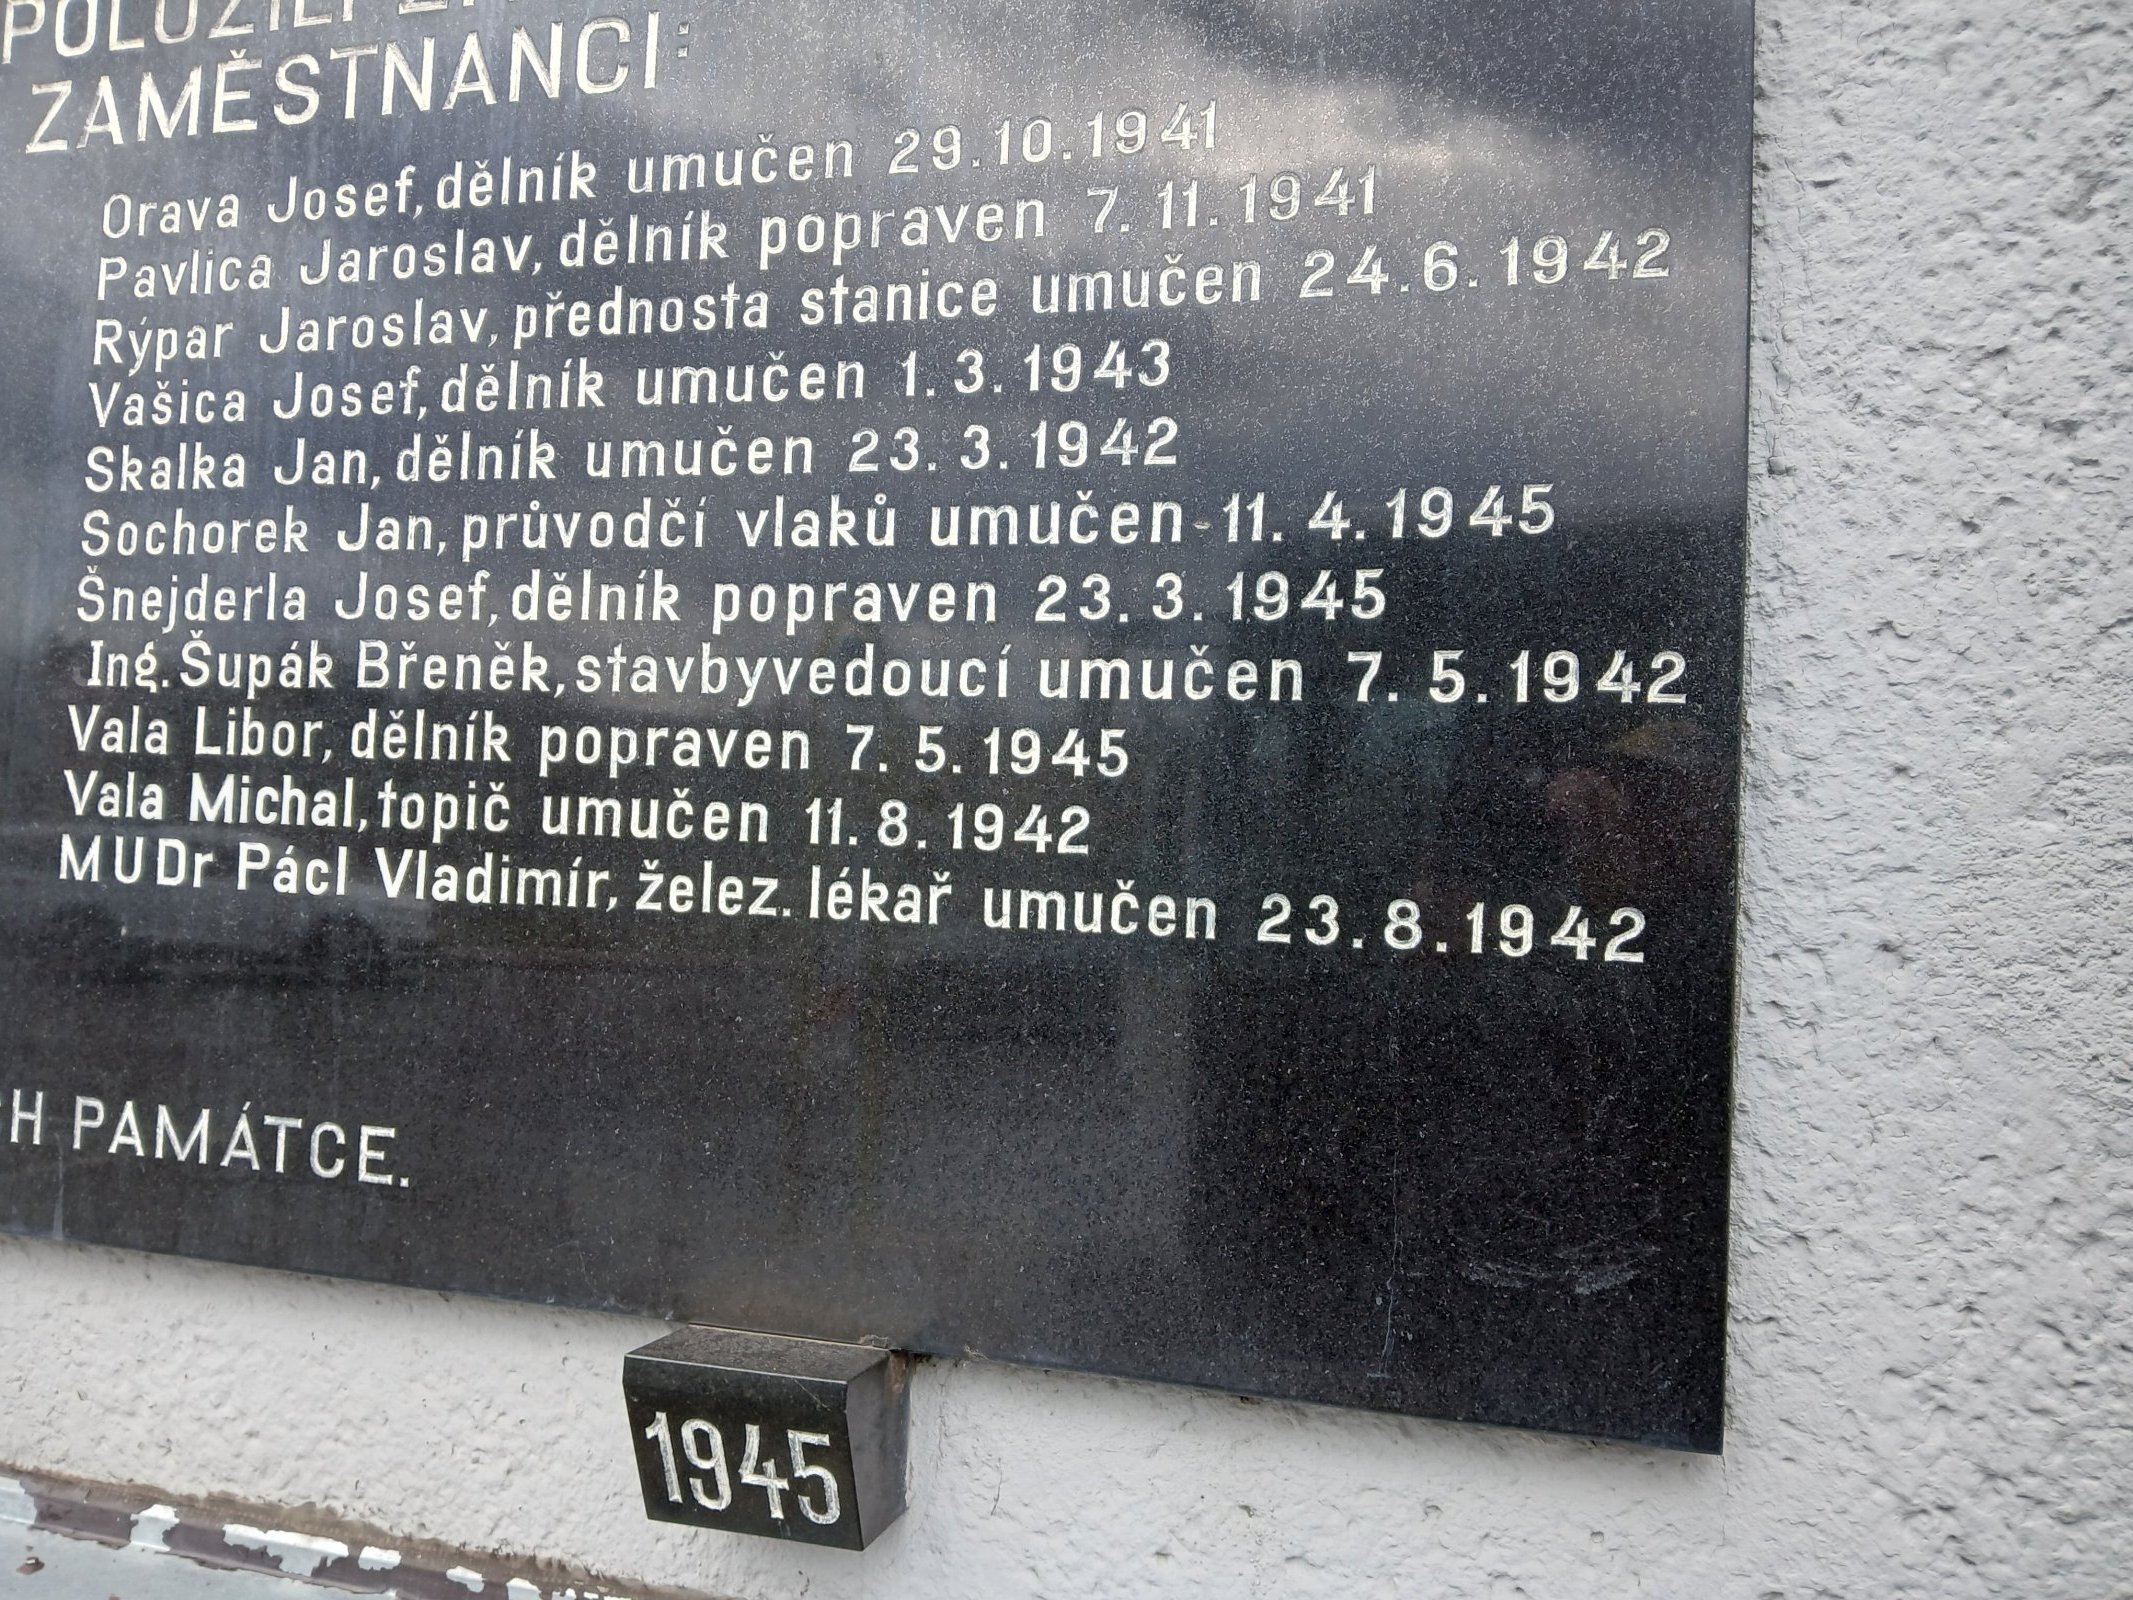 POLOŽILI
ZAMĚSTNANCI:
Orava Josef, dělník umučen 29.10.1941
Pavlica Jaroslav, dělník popraven 7. 11. 1941
Rýpar Jaroslav, přednosta stanice umučen 24.6.1942
Vašica Josef, dělník umučen 1. 3. 1943
Skalka Jan, dělník umučen 23. 3. 1942
Sochorek Jan, průvodčí vlaků umučen 11. 4. 1945
Šnejderla Josef, dělník popraven 23. 3. 1945
Ing. Šupák Břeněk, stavbyvedoucí umučen 7. 5. 1942
Vala Libor, dělník popraven 7. 5. 1945
Vala Michal, topič umučen 11. 8. 1942
MUDr Pácl Vladimír, želez. lékař umučen 23.8.1942
H PAMÁTCE.
1945